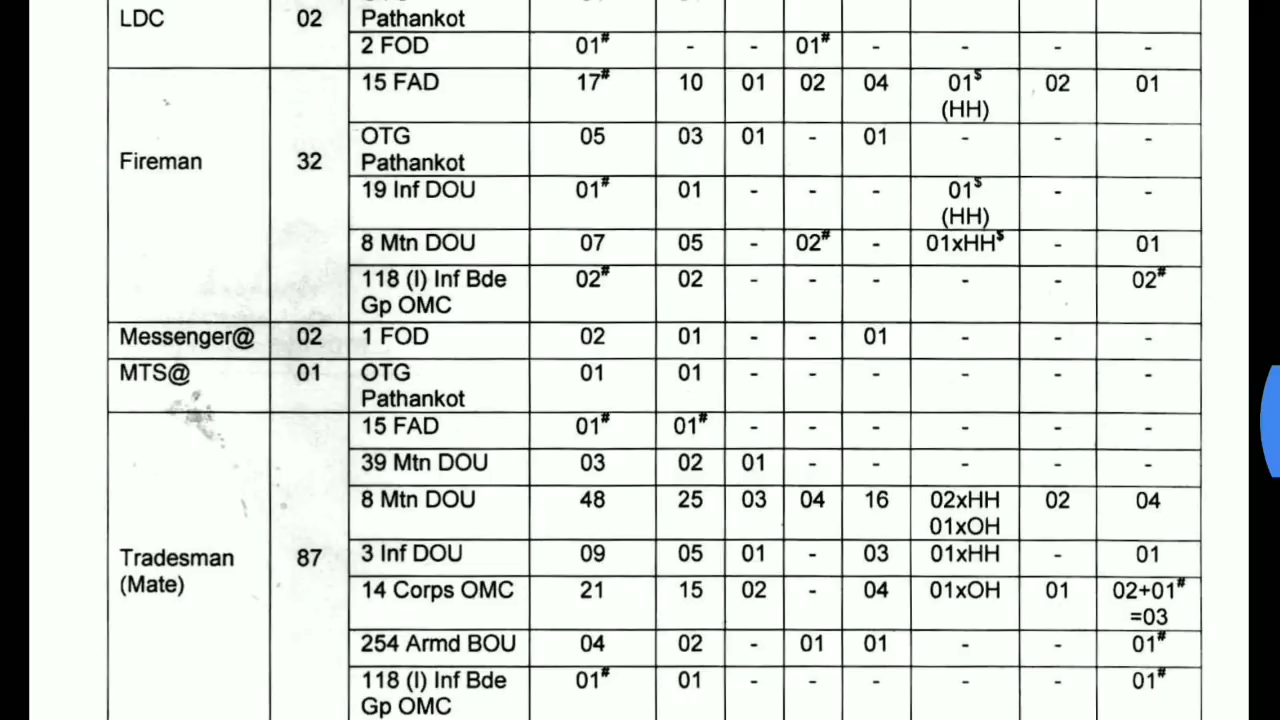 LDC 02 Pathankot
2 FOD 01# - - 01# - - - -
15 FAD 17# 10 01 02 04 01$ 02 01
(HH)
OTG 05 03 01 - 01 - - -
Fireman 32 Pathankot
19 Inf DOU 01# 01 - - - 01$ - -
(HH)
8 Mtn DOU 07 05 - 02# - 01xHH$ - 01
118 (I) Inf Bde 02# 02 - - - - - 02#
Gp OMC
Messenger@ 02 1 FOD 02 01 - - 01 - - -
MTS@ 01 OTG 01 01 - - - - - -
Pathankot
15 FAD 01# 01# - - - - - -
39 Mtn DOU 03 02 01 - - - - -
8 Mtn DOU 48 25 03 04 16 02xHH 02 04
01xOH
Tradesman 87 3 Inf DOU 09 05 01 - 03 01xHH - 01
(Mate)
14 Corps OMC 21 15 02 - 04 01xOH 01 02+01#
=03
254 Armd BOU 04 02 - 01 01 - - 01#
118 (I) Inf Bde 01# 01 - - - - - 01#
Gp OMC